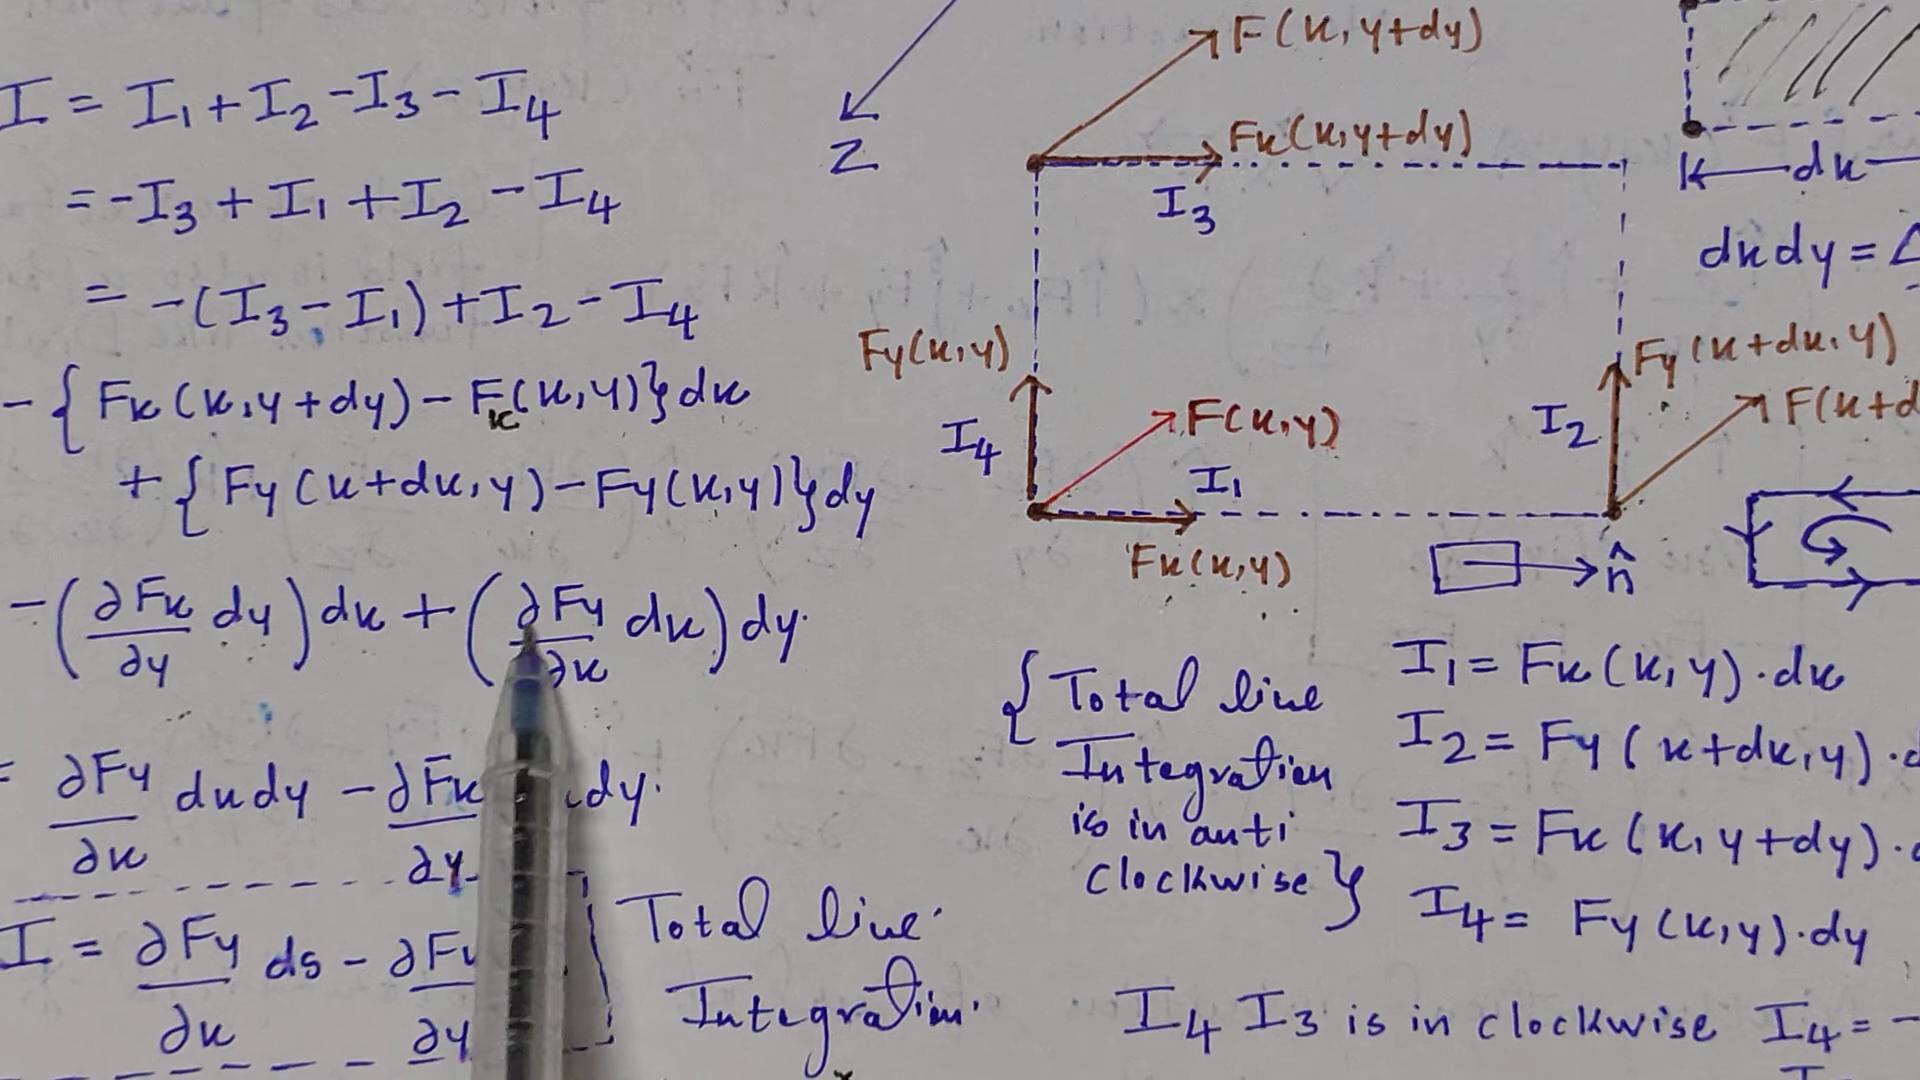 I = I₁ + I₂ - I₃ - I₄
= -I₃ + I₁ + I₂ - I₄
= -(I₃ - I₁) + I₂ - I₄
- {Fx(x,y+dy) - Fx(x,y)}dx
+ {Fy(x+dx,y) - Fy(x,y)}dy
- (∂Fx/∂y dy)dx + (∂Fy/∂x dx)dy.
= ∂Fy/∂x dxdy - ∂Fx/∂y dy.
I = ∂Fy/∂x ds - ∂F /∂y
Total line
Integration.
Z
F(x,y+dy)
Fx(x,y+dy)
I₃
Fy(x,y)
I₄
F(x,y)
I₁
Fx(x,y)
Fy(x+dx,y)
I₂
F(x+d
n̂
dx
dxdy =
{Total line
Integration
is in anti
clockwise}
I₁ = Fx(x,y).dx
I₂ = Fy(x+dx,y).
I₃ = Fx(x,y+dy).
I₄ = Fy(x,y).dy
I₄ I₃ is in clockwise I₄ = -